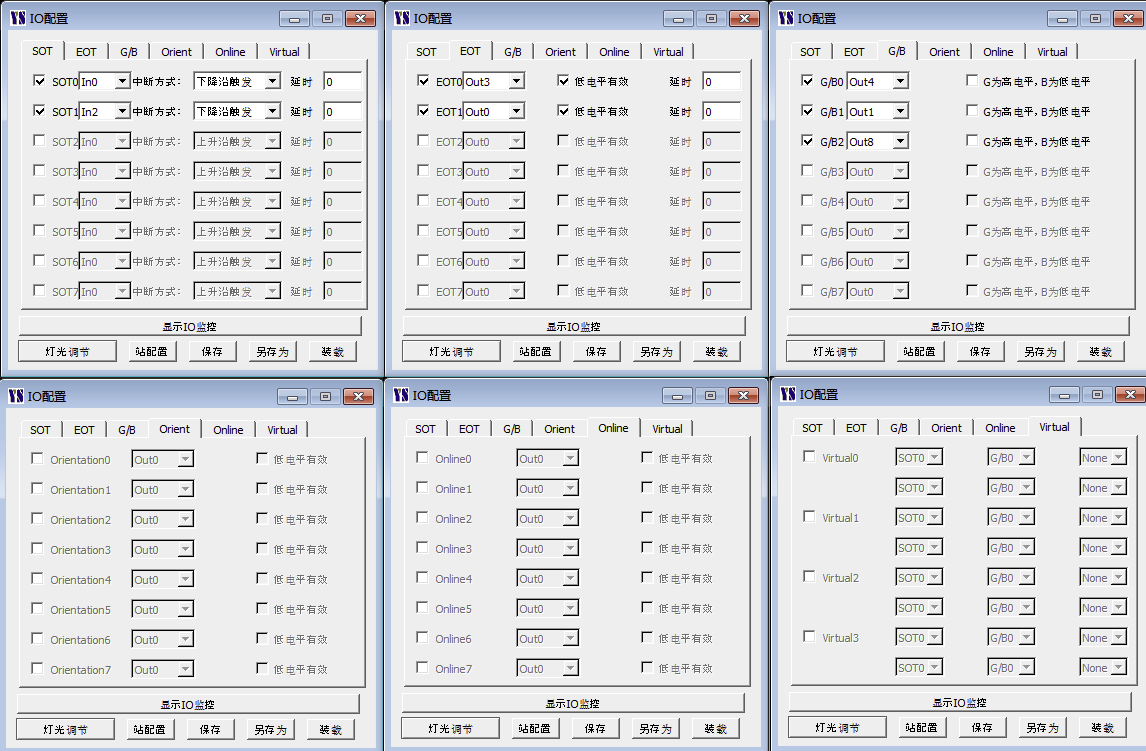 YS IO配置
SOT EOT G/B Orient Online Virtual
SOT0 In0 中断方式： 下降沿触发 延时 0
SOT1 In2 中断方式： 下降沿触发 延时 0
SOT2 In0 中断方式： 上升沿触发 延时 0
SOT3 In0 中断方式： 上升沿触发 延时 0
SOT4 In0 中断方式： 上升沿触发 延时 0
SOT5 In0 中断方式： 上升沿触发 延时 0
SOT6 In0 中断方式： 上升沿触发 延时 0
SOT7 In0 中断方式： 上升沿触发 延时 0
显示IO监控
灯光调节 站配置 保存 另存为 装载
YS IO配置
SOT EOT G/B Orient Online Virtual
EOT0 Out3 低电平有效 延时 0
EOT1 Out0 低电平有效 延时 0
EOT2 Out0 低电平有效 延时 0
EOT3 Out0 低电平有效 延时 0
EOT4 Out0 低电平有效 延时 0
EOT5 Out0 低电平有效 延时 0
EOT6 Out0 低电平有效 延时 0
EOT7 Out0 低电平有效 延时 0
显示IO监控
灯光调节 站配置 保存 另存为 装载
YS IO配置
SOT EOT G/B Orient Online Virtual
G/B0 Out4 G为高电平，B为低电平
G/B1 Out1 G为高电平，B为低电平
G/B2 Out8 G为高电平，B为低电平
G/B3 Out0 G为高电平，B为低电平
G/B4 Out0 G为高电平，B为低电平
G/B5 Out0 G为高电平，B为低电平
G/B6 Out0 G为高电平，B为低电平
G/B7 Out0 G为高电平，B为低电平
显示IO监控
灯光调节 站配置 保存 另存为 装载
YS IO配置
SOT EOT G/B Orient Online Virtual
Orientation0 Out0 低电平有效
Orientation1 Out0 低电平有效
Orientation2 Out0 低电平有效
Orientation3 Out0 低电平有效
Orientation4 Out0 低电平有效
Orientation5 Out0 低电平有效
Orientation6 Out0 低电平有效
Orientation7 Out0 低电平有效
显示IO监控
灯光调节 站配置 保存 另存为 装载
YS IO配置
SOT EOT G/B Orient Online Virtual
Online0 Out0 低电平有效
Online1 Out0 低电平有效
Online2 Out0 低电平有效
Online3 Out0 低电平有效
Online4 Out0 低电平有效
Online5 Out0 低电平有效
Online6 Out0 低电平有效
Online7 Out0 低电平有效
显示IO监控
灯光调节 站配置 保存 另存为 装载
YS IO配置
SOT EOT G/B Orient Online Virtual
Virtual0 SOT0 G/B0 None
SOT0 G/B0 None
Virtual1 SOT0 G/B0 None
SOT0 G/B0 None
Virtual2 SOT0 G/B0 None
SOT0 G/B0 None
Virtual3 SOT0 G/B0 None
SOT0 G/B0 None
显示IO监控
灯光调节 站配置 保存 另存为 装载